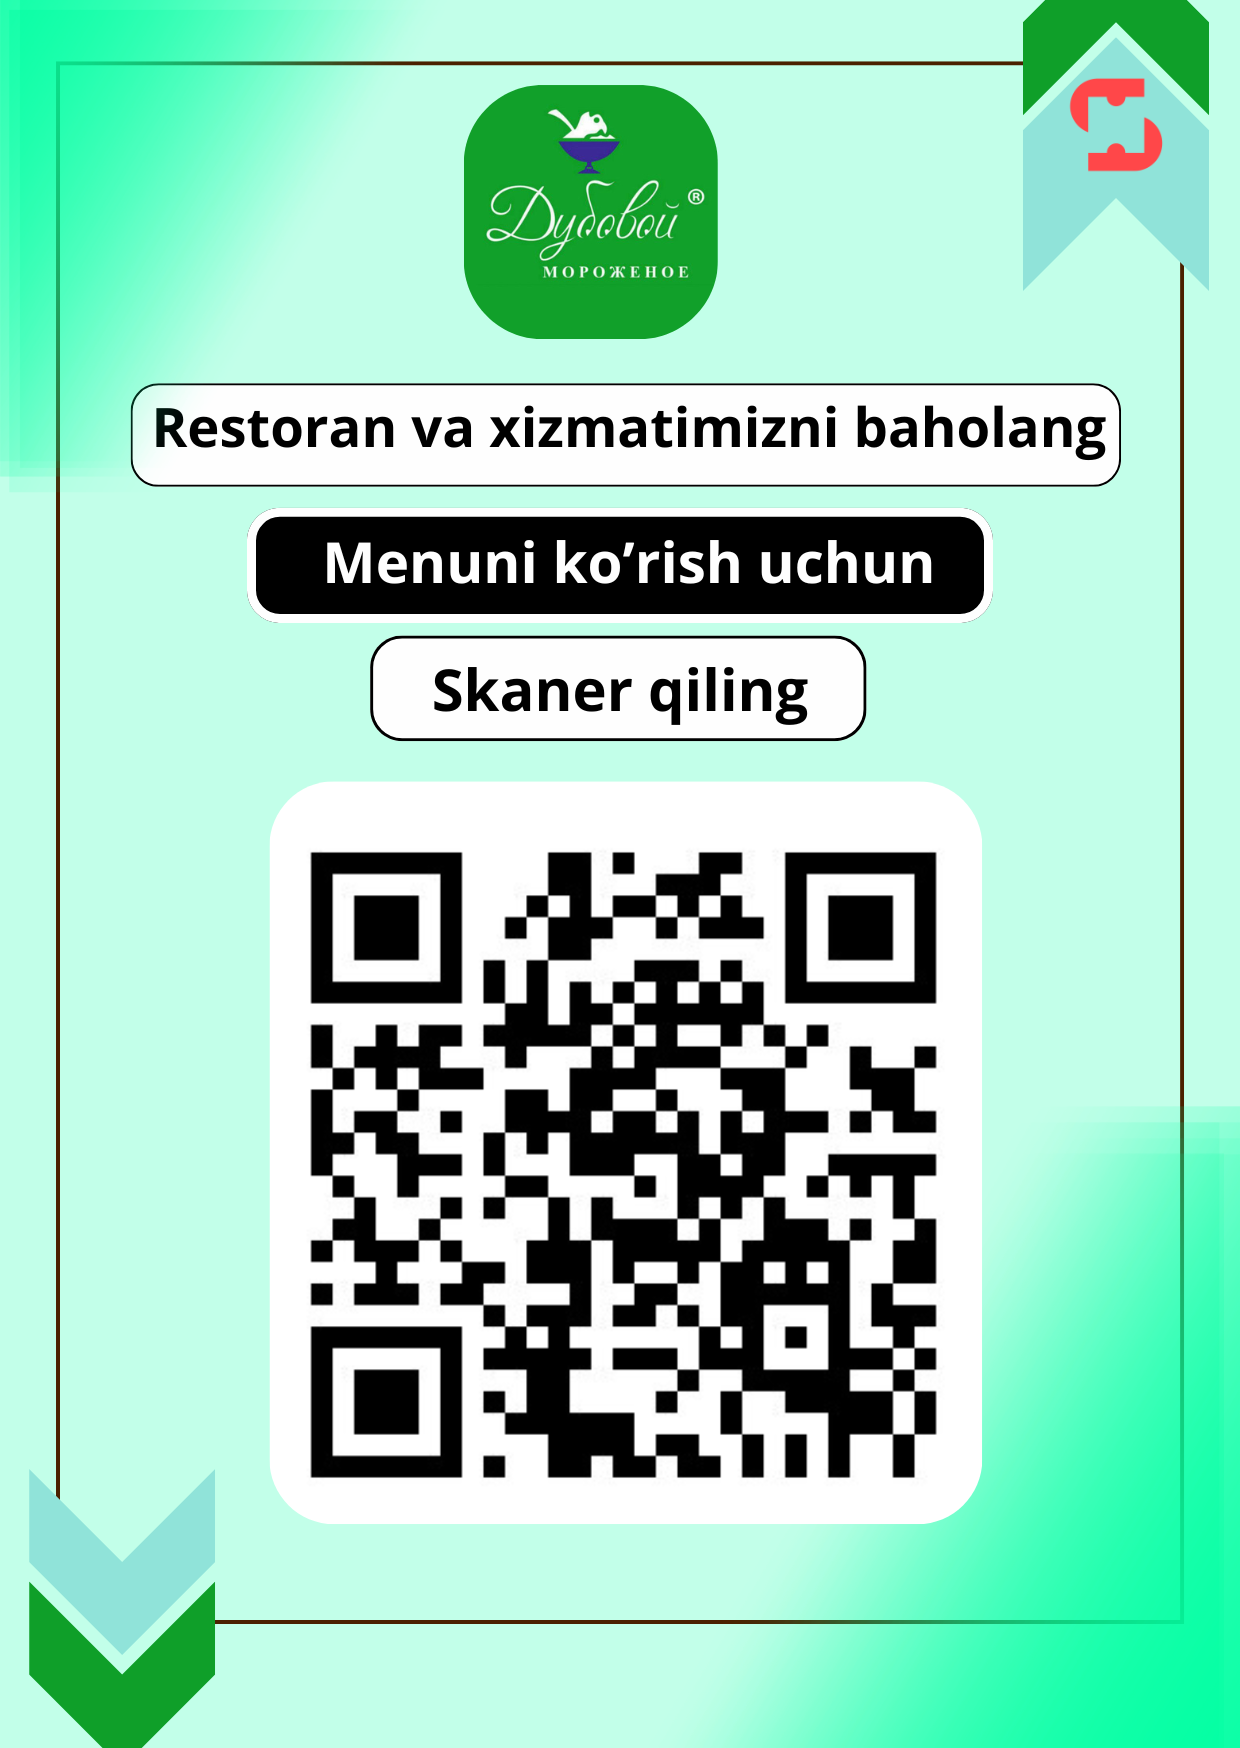 Дубовой ®
МОРОЖЕНОЕ
Restoran va xizmatimizni baholang
Menuni ko’rish uchun
Skaner qiling